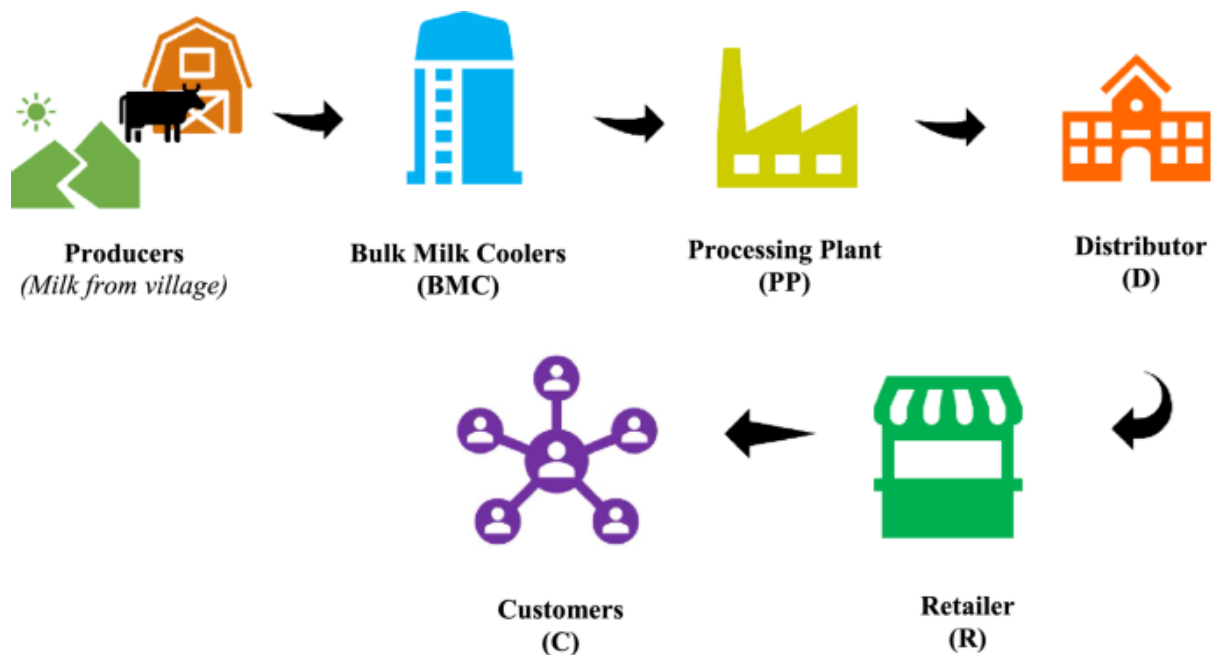 Producers
(Milk from village)
Bulk Milk Coolers
(BMC)
Processing Plant
(PP)
Distributor
(D)
Customers
(C)
Retailer
(R)